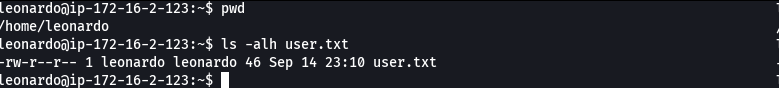 leonardo@ip-172-16-2-123:~$ pwd
/home/leonardo
leonardo@ip-172-16-2-123:~$ ls -alh user.txt
-rw-r--r-- 1 leonardo leonardo 46 Sep 14 23:10 user.txt
leonardo@ip-172-16-2-123:~$